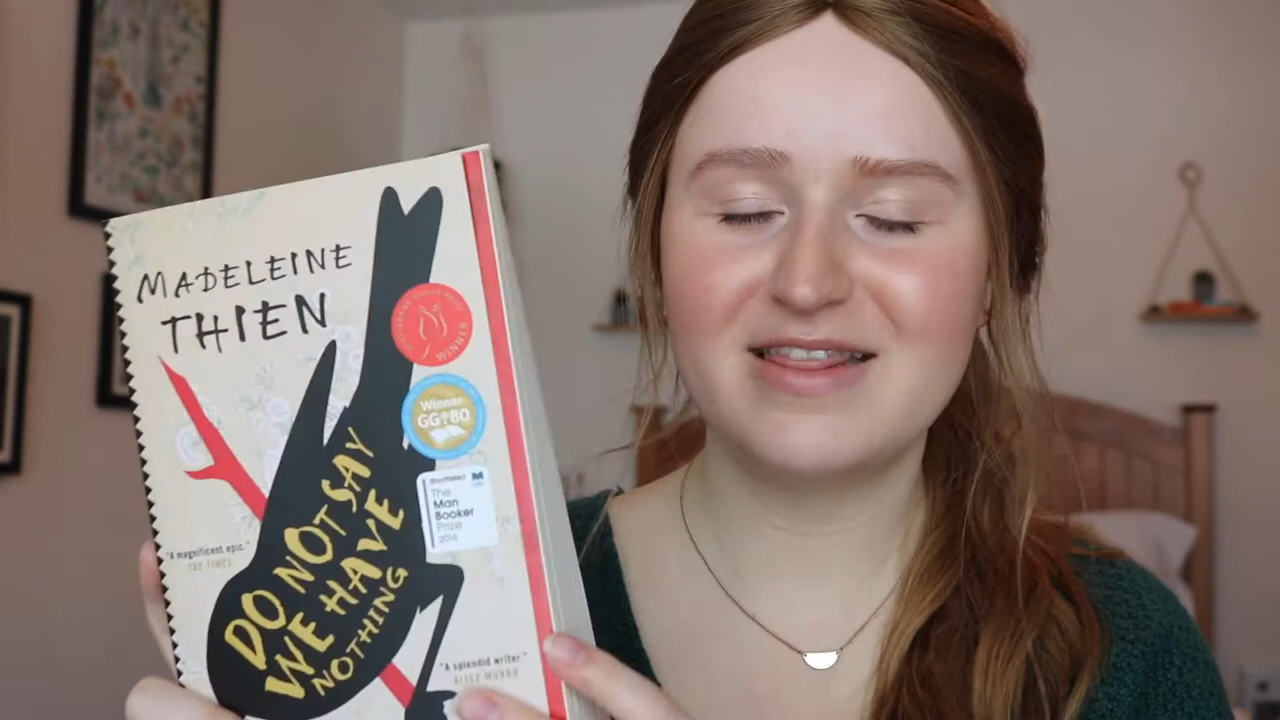 MADELEINE
THIEN
WINNER
Winner
GG 80
Shortlisted
The
Man
Booker
Prize
2016
"A magnificent epic."
THE TIMES
DO NOT SAY
WE HAVE
NOTHING
"A splendid writer."
ALICE MUNRO